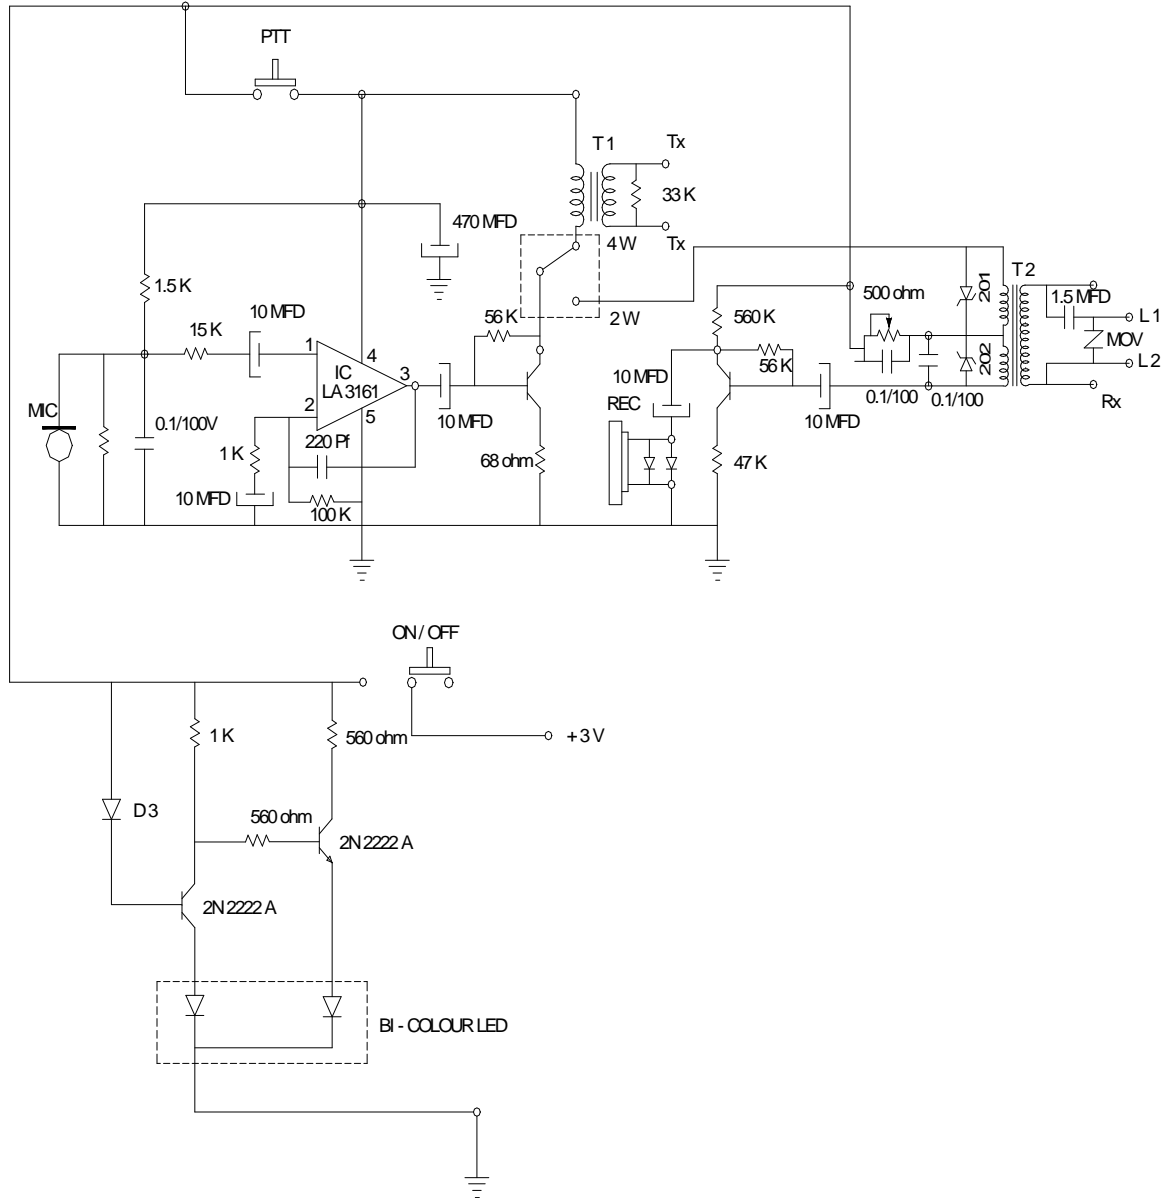 PTT
T1
Tx
33 K
Tx
470 MFD
4 W
1.5 K
10 MFD
15 K
56 K
2 W
560 K
500 ohm
201
T2
1.5 MFD
L1
MOV
L2
202
Rx
1
4
IC
LA 3161
3
2
5
10 MFD
10 MFD
REC
56 K
10 MFD
0.1/100
0.1/100
MIC
0.1/100V
1 K
220 Pf
10 MFD
100 K
68 ohm
47 K
ON / OFF
+ 3 V
1 K
560 ohm
D3
560 ohm
2N 2222 A
2N 2222 A
BI - COLOUR LED